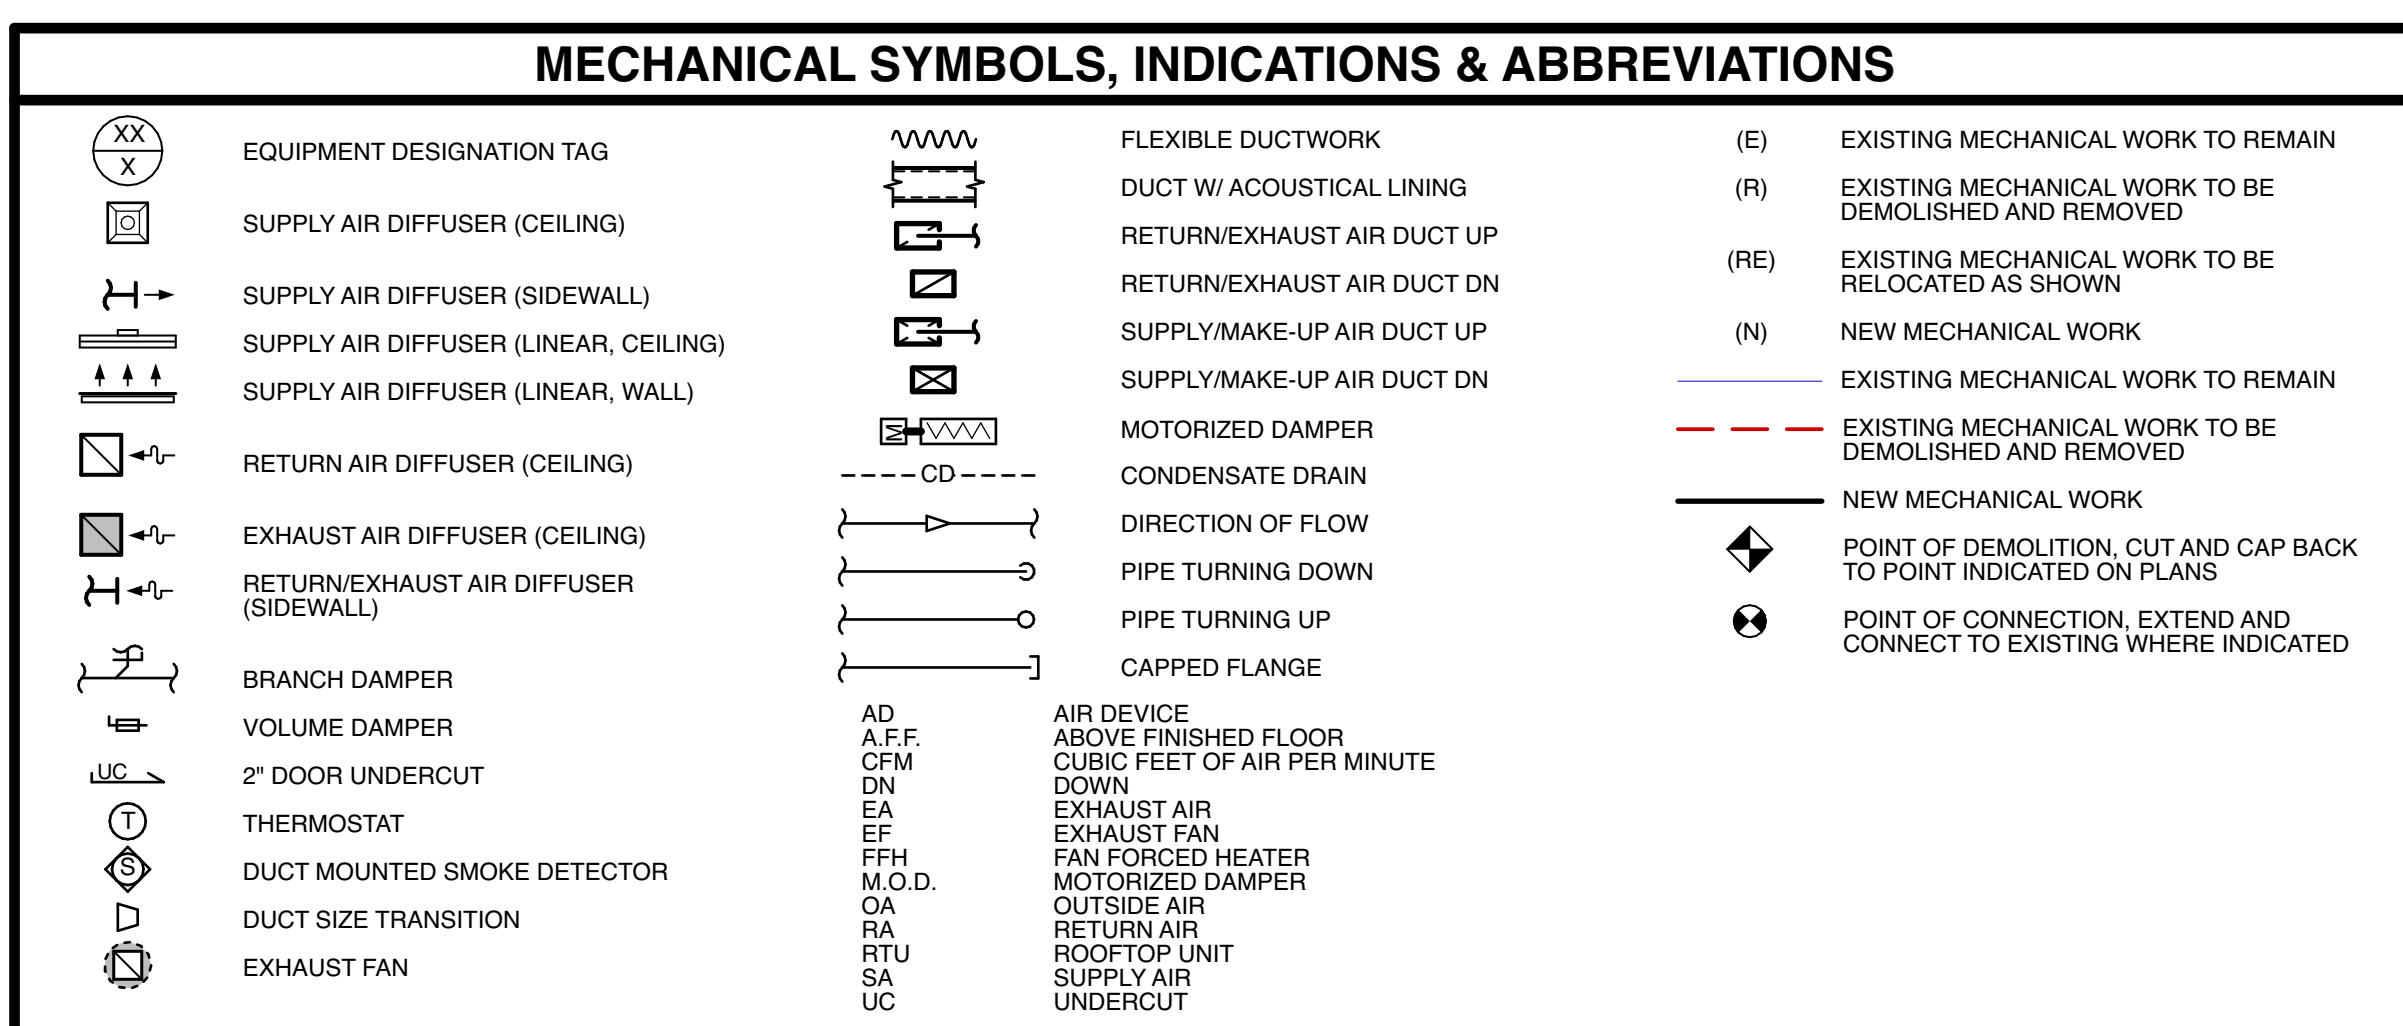 MECHANICAL SYMBOLS, INDICATIONS & ABBREVIATIONS
XX
X
EQUIPMENT DESIGNATION TAG
SUPPLY AIR DIFFUSER (CEILING)
SUPPLY AIR DIFFUSER (SIDEWALL)
SUPPLY AIR DIFFUSER (LINEAR, CEILING)
SUPPLY AIR DIFFUSER (LINEAR, WALL)
RETURN AIR DIFFUSER (CEILING)
EXHAUST AIR DIFFUSER (CEILING)
RETURN/EXHAUST AIR DIFFUSER
(SIDEWALL)
BRANCH DAMPER
VOLUME DAMPER
UC 2" DOOR UNDERCUT
T THERMOSTAT
S DUCT MOUNTED SMOKE DETECTOR
DUCT SIZE TRANSITION
EXHAUST FAN
FLEXIBLE DUCTWORK
DUCT W/ ACOUSTICAL LINING
RETURN/EXHAUST AIR DUCT UP
RETURN/EXHAUST AIR DUCT DN
SUPPLY/MAKE-UP AIR DUCT UP
SUPPLY/MAKE-UP AIR DUCT DN
M MOTORIZED DAMPER
CD CONDENSATE DRAIN
DIRECTION OF FLOW
PIPE TURNING DOWN
PIPE TURNING UP
CAPPED FLANGE
AD AIR DEVICE
A.F.F. ABOVE FINISHED FLOOR
CFM CUBIC FEET OF AIR PER MINUTE
DN DOWN
EA EXHAUST AIR
EF EXHAUST FAN
FFH FAN FORCED HEATER
M.O.D. MOTORIZED DAMPER
OA OUTSIDE AIR
RA RETURN AIR
RTU ROOFTOP UNIT
SA SUPPLY AIR
UC UNDERCUT
(E) EXISTING MECHANICAL WORK TO REMAIN
(R) EXISTING MECHANICAL WORK TO BE
DEMOLISHED AND REMOVED
(RE) EXISTING MECHANICAL WORK TO BE
RELOCATED AS SHOWN
(N) NEW MECHANICAL WORK
EXISTING MECHANICAL WORK TO REMAIN
EXISTING MECHANICAL WORK TO BE
DEMOLISHED AND REMOVED
NEW MECHANICAL WORK
POINT OF DEMOLITION, CUT AND CAP BACK
TO POINT INDICATED ON PLANS
POINT OF CONNECTION, EXTEND AND
CONNECT TO EXISTING WHERE INDICATED